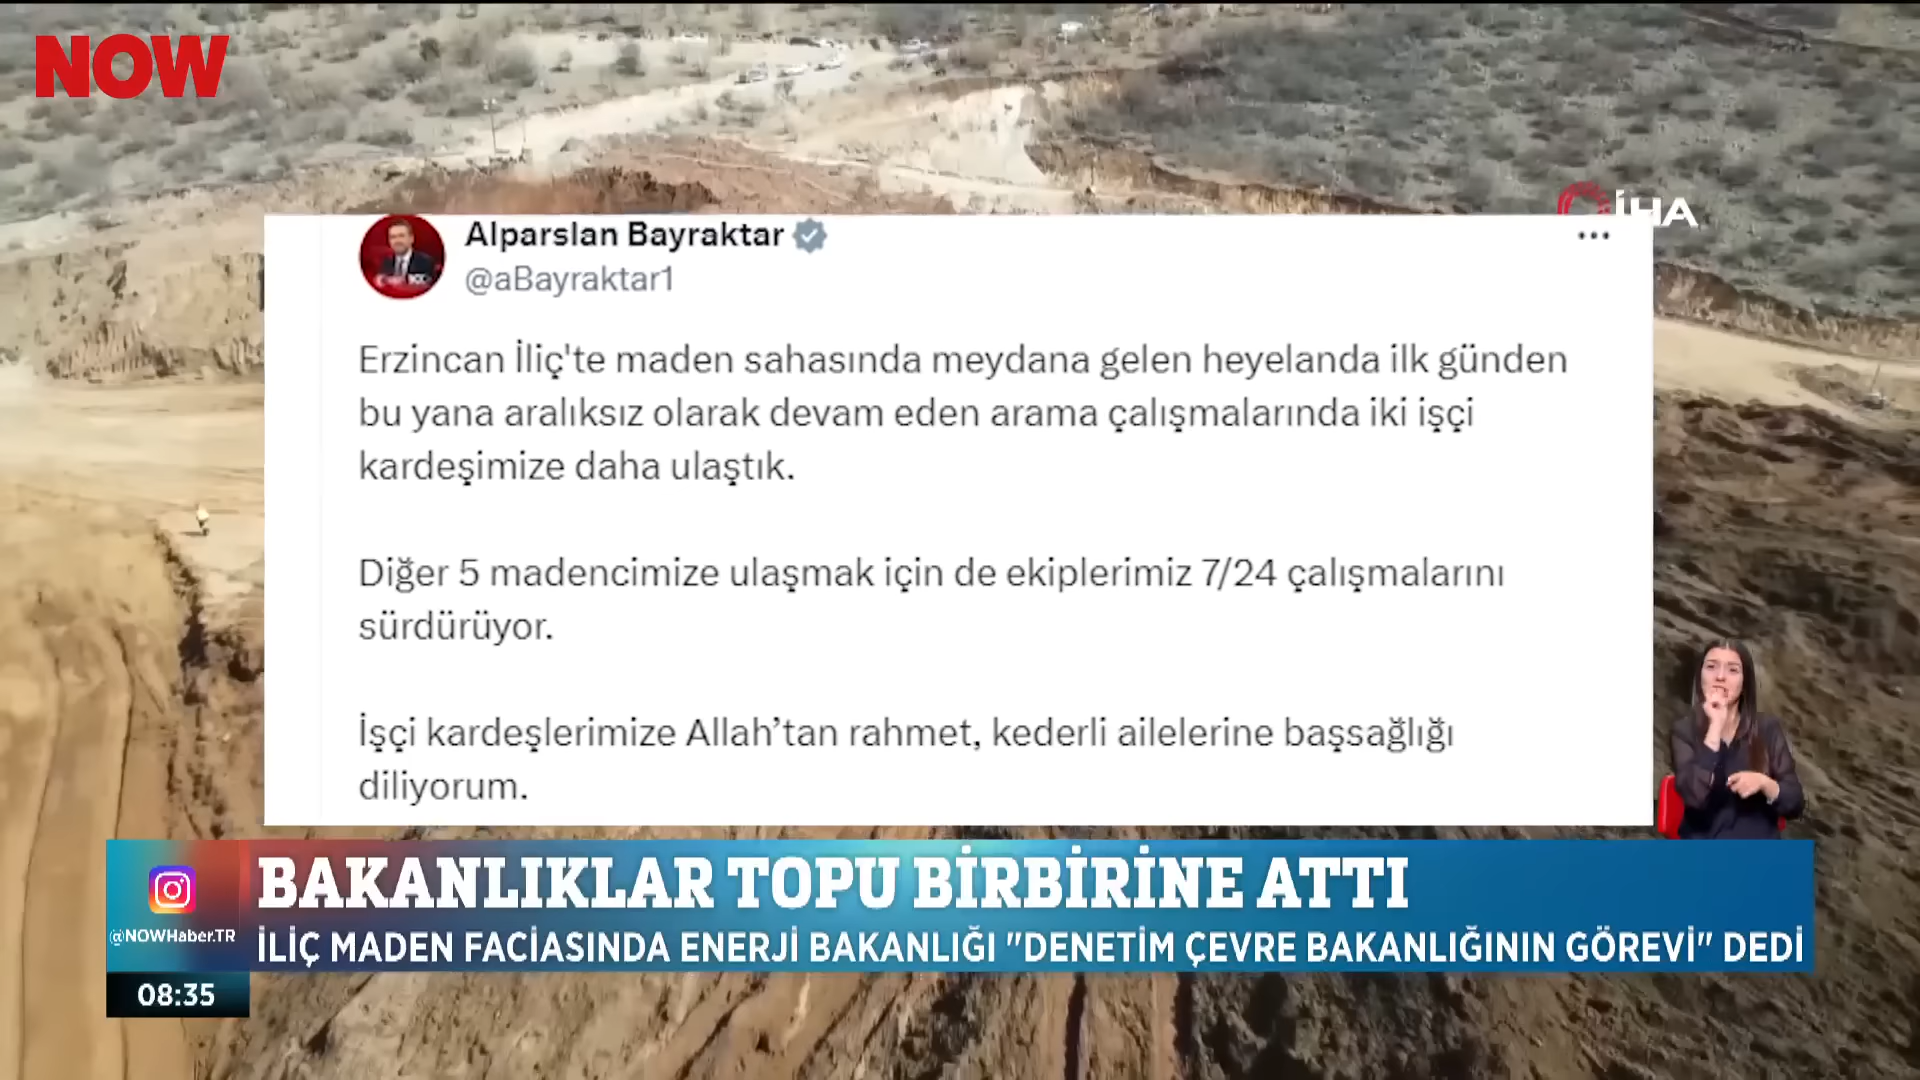 NOW
İHA
Alparslan Bayraktar
@aBayraktar1
Erzincan İliç'te maden sahasında meydana gelen heyelanda ilk günden
bu yana aralıksız olarak devam eden arama çalışmalarında iki işçi
kardeşimize daha ulaştık.
Diğer 5 madencimize ulaşmak için de ekiplerimiz 7/24 çalışmalarını
sürdürüyor.
İşçi kardeşlerimize Allah’tan rahmet, kederli ailelerine başsağlığı
diliyorum.
BAKANLIKLAR TOPU BİRBİRİNE ATTI
@NOWHaber.TR
İLİÇ MADEN FACİASINDA ENERJİ BAKANLIĞI "DENETİM ÇEVRE BAKANLIĞININ GÖREVİ" DEDİ
08:35